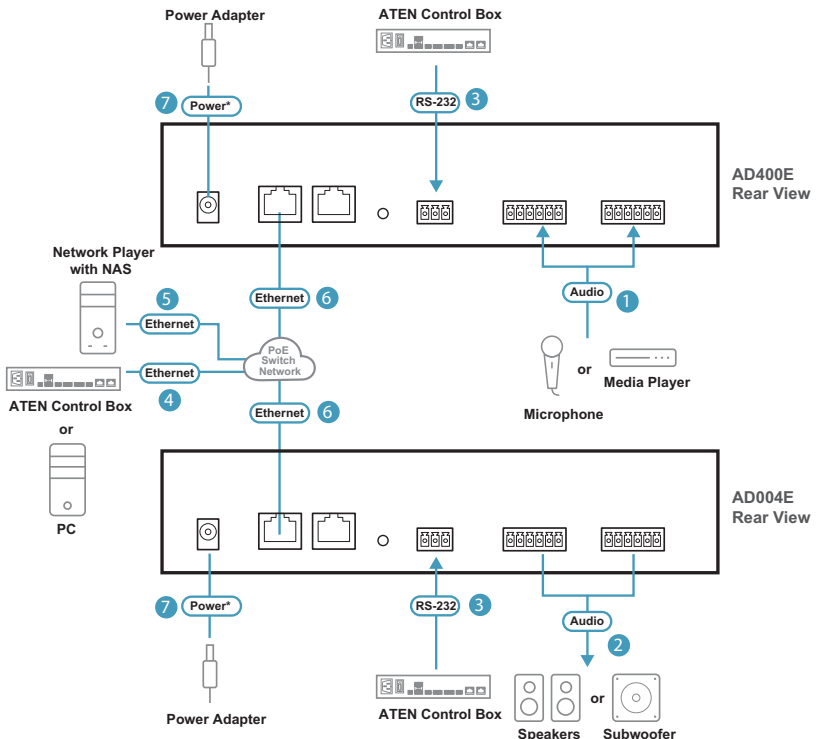 Power Adapter
ATEN Control Box
7
Power*
RS-232
3
AD400E
Rear View
Network Player
with NAS
5
Ethernet
Ethernet
6
Audio
1
PoE
Switch
Network
Ethernet
4
ATEN Control Box
or
PC
Ethernet
6
or
Media Player
Microphone
AD004E
Rear View
7
Power*
RS-232
3
Audio
2
Power Adapter
ATEN Control Box
or
Speakers
Subwoofer